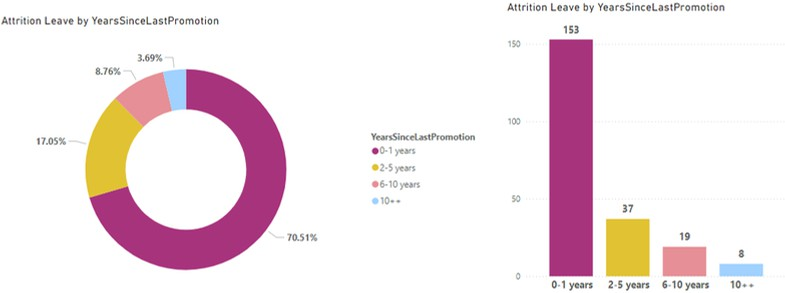 Attrition Leave by YearsSinceLastPromotion
3.69%
8.76%
17.05%
70.51%
YearsSinceLastPromotion
0-1 years
2-5 years
6-10 years
10++
Attrition Leave by YearsSinceLastPromotion
150
100
50
0
153
37
19
8
0-1 years 2-5 years 6-10 years 10++